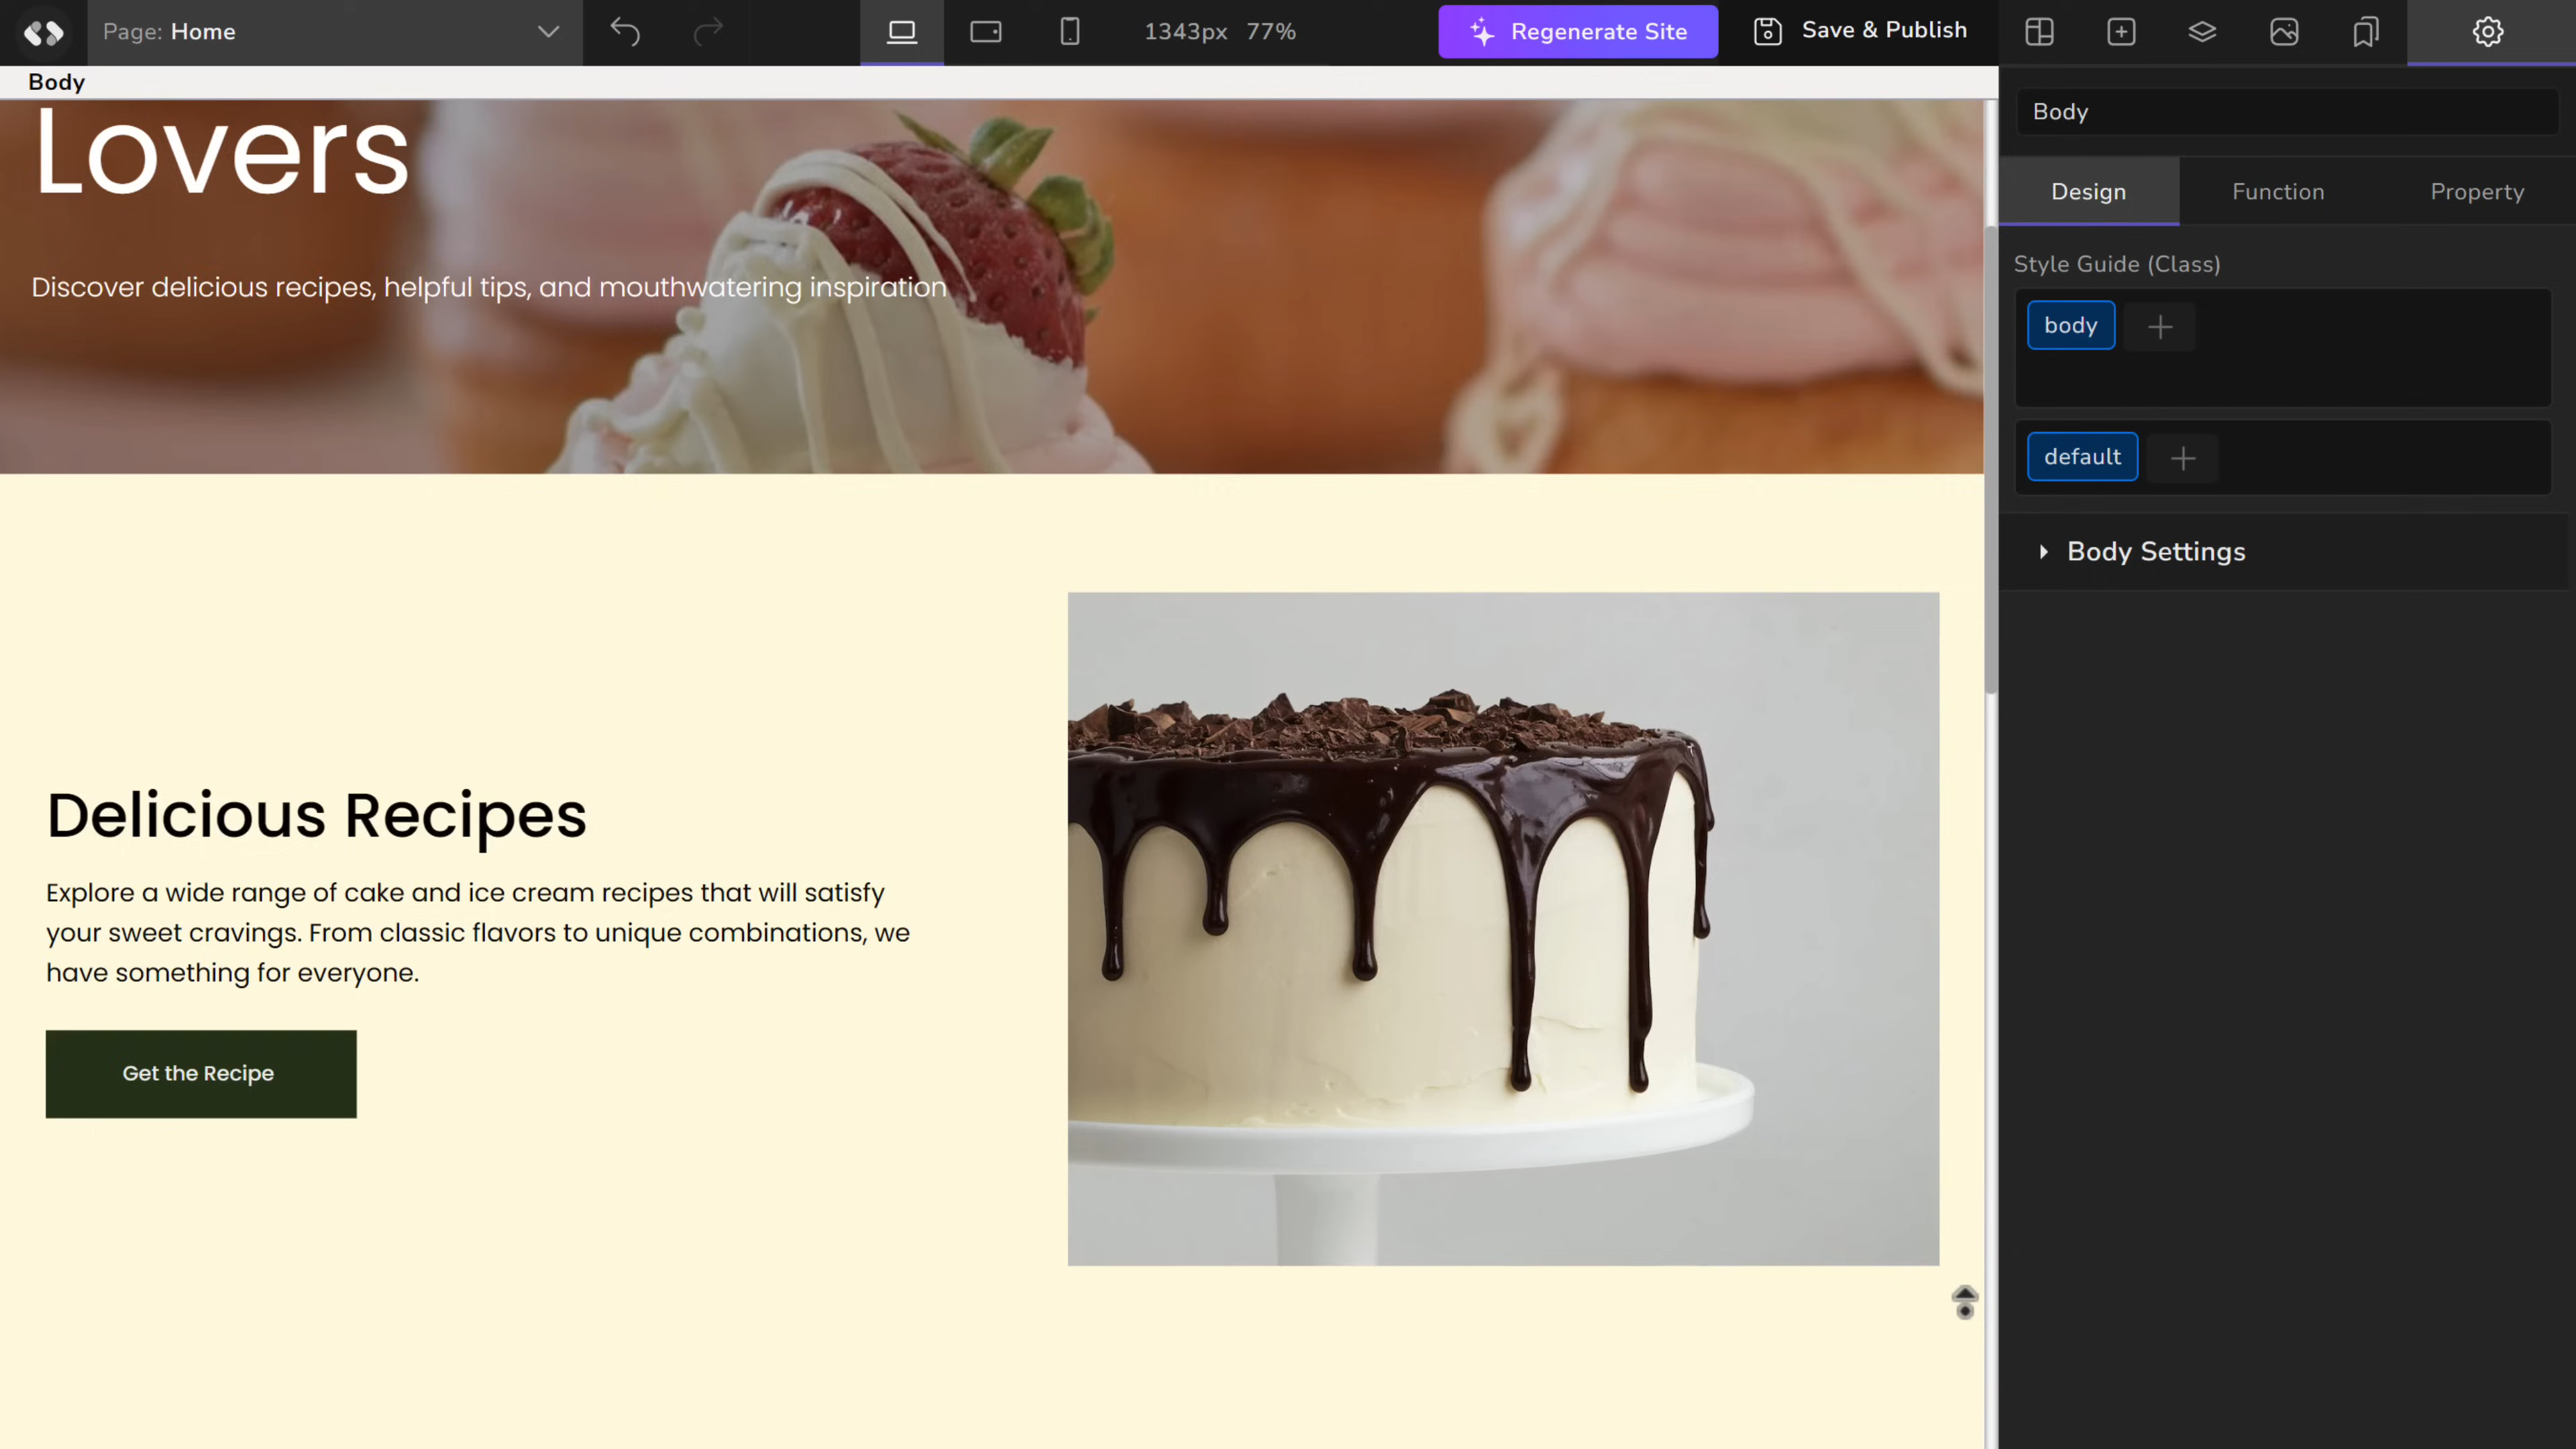 Page: Home
1343px 77%
Regenerate Site
Save & Publish
Body
Lovers
Discover delicious recipes, helpful tips, and mouthwatering inspiration
Delicious Recipes
Explore a wide range of cake and ice cream recipes that will satisfy
your sweet cravings. From classic flavors to unique combinations, we
have something for everyone.
Get the Recipe
Body
Design Function Property
Style Guide (Class)
body
default
Body Settings